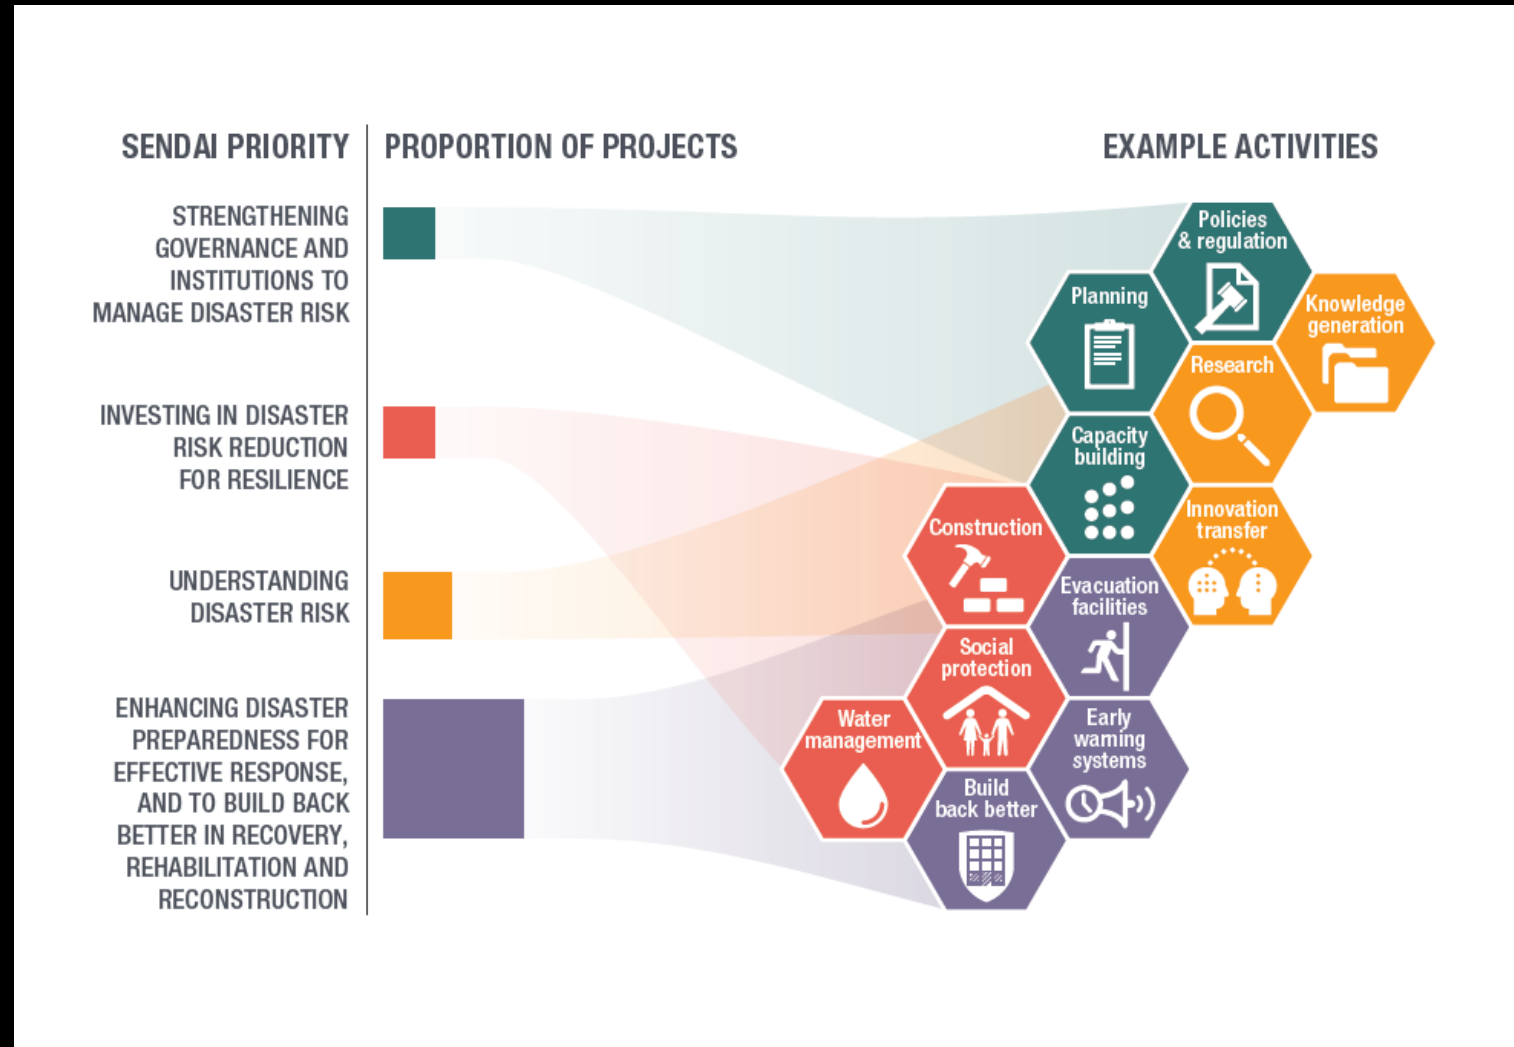 SENDAI PRIORITY
PROPORTION OF PROJECTS
EXAMPLE ACTIVITIES
STRENGTHENING
GOVERNANCE AND
INSTITUTIONS TO
MANAGE DISASTER RISK
INVESTING IN DISASTER
RISK REDUCTION
FOR RESILIENCE
UNDERSTANDING
DISASTER RISK
ENHANCING DISASTER
PREPAREDNESS FOR
EFFECTIVE RESPONSE,
AND TO BUILD BACK
BETTER IN RECOVERY,
REHABILITATION AND
RECONSTRUCTION
Policies
& regulation
Planning
Knowledge
generation
Research
Capacity
building
Innovation
transfer
Construction
Evacuation
facilities
Social
protection
Water
management
Early
warning
systems
Build
back better